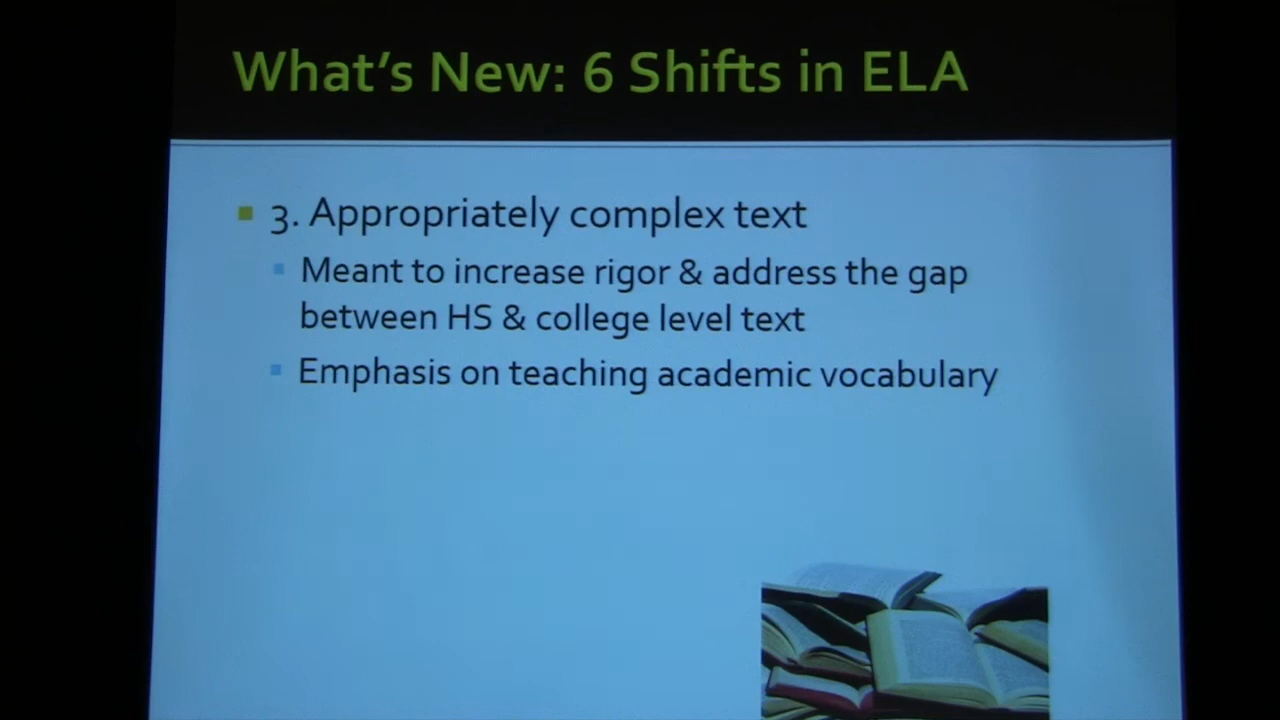 What's New: 6 Shifts in ELA
3. Appropriately complex text
Meant to increase rigor & address the gap
between HS & college level text
Emphasis on teaching academic vocabulary